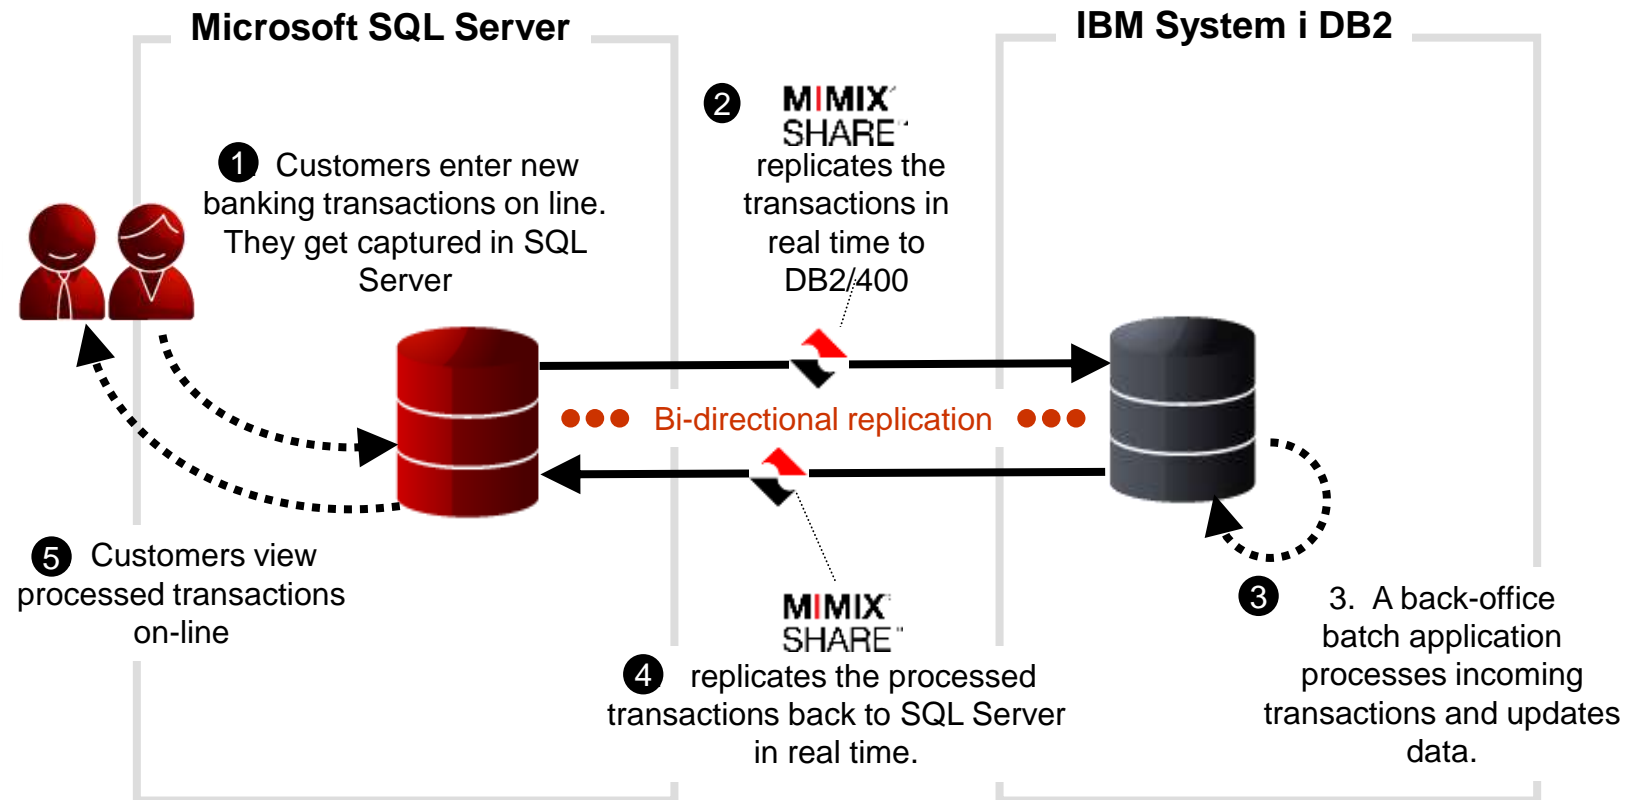 Microsoft SQL Server
IBM System i DB2
1 Customers enter new
banking transactions on line.
They get captured in SQL
Server
2 MIMIX
SHARE™
replicates the
transactions in
real time to
DB2/400
Bi-directional replication
3 3. A back-office
batch application
processes incoming
transactions and updates
data.
MIMIX
SHARE™
4 replicates the processed
transactions back to SQL Server
in real time.
5 Customers view
processed transactions
on-line